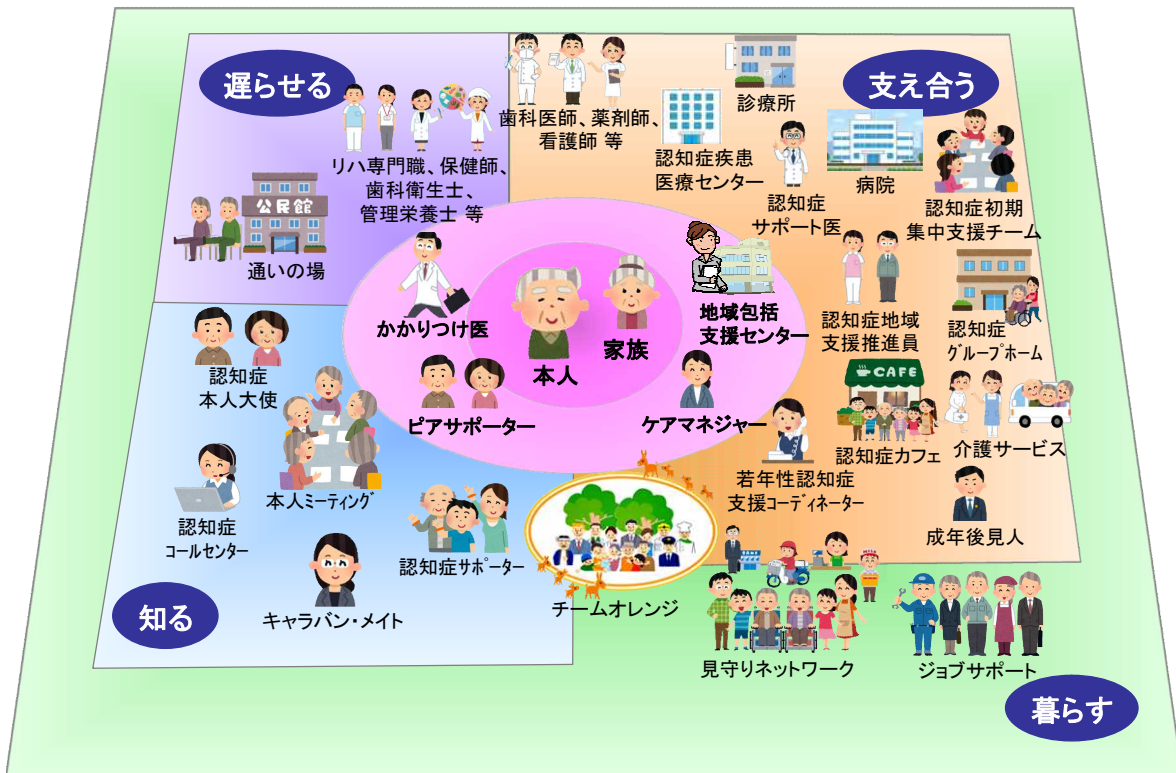 遅らせる
リハ専門職、保健師、
歯科衛生士、
管理栄養士 等
公民館
通いの場
支え合う
歯科医師、薬剤師、
看護師 等
診療所
認知症疾患
医療センター
認知症
サポート医
病院
認知症初期
集中支援チーム
認知症地域
支援推進員
認知症
グループホーム
CAFE
認知症カフェ
介護サービス
若年性認知症
支援コーディネーター
成年後見人
かかりつけ医
本人
家族
地域包括
支援センター
ピアサポーター
ケアマネジャー
認知症
本人大使
本人ミーティング
認知症
コールセンター
認知症サポーター
キャラバン・メイト
知る
チームオレンジ
見守りネットワーク
ジョブサポート
暮らす